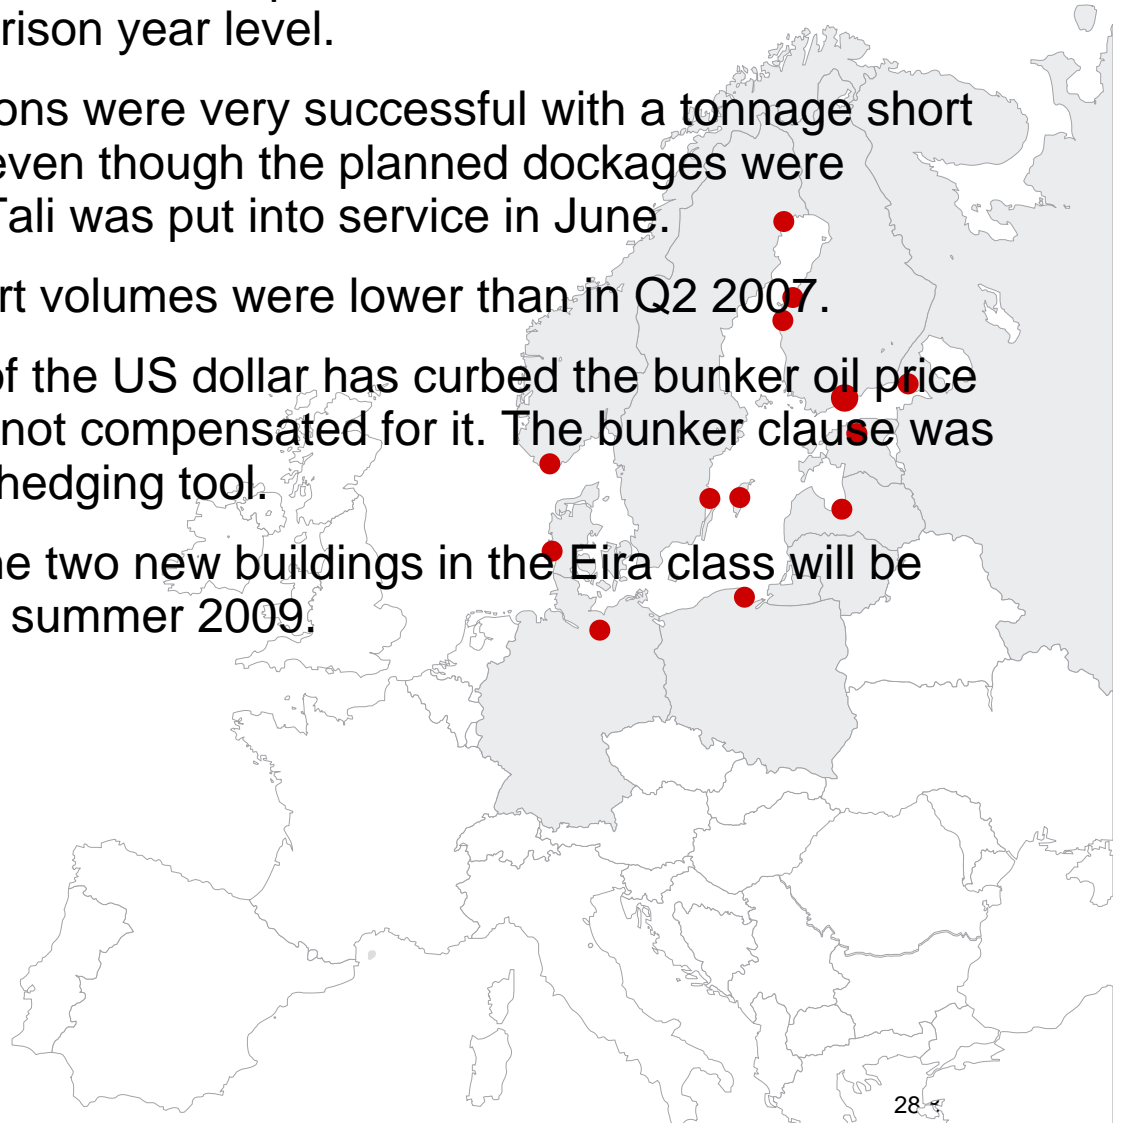 rison year level.
ons were very successful with a tonnage short
even though the planned dockages were
Tali was put into service in June.
rt volumes were lower than in Q2 2007.
of the US dollar has curbed the bunker oil price
not compensated for it. The bunker clause was
hedging tool.
ne two new buildings in the Eira class will be
summer 2009.
28